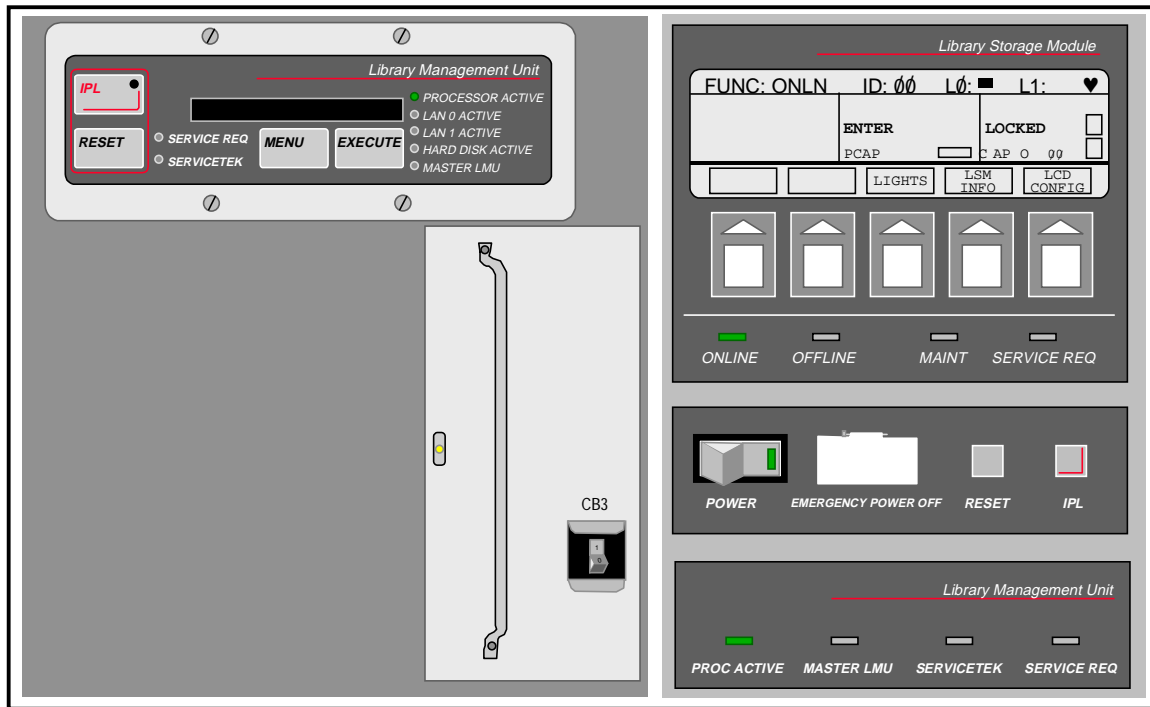 Library Management Unit
IPL
RESET
SERVICE REQ
SERVICETEK
MENU
EXECUTE
PROCESSOR ACTIVE
LAN 0 ACTIVE
LAN 1 ACTIVE
HARD DISK ACTIVE
MASTER LMU
CB3
1
0
Library Storage Module
FUNC: ONLN ID: 00 L0: L1: ♥
ENTER LOCKED
PCAP C AP O 00
LIGHTS LSM INFO LCD CONFIG
ONLINE OFFLINE MAINT SERVICE REQ
POWER EMERGENCY POWER OFF RESET IPL
Library Management Unit
PROC ACTIVE MASTER LMU SERVICETEK SERVICE REQ